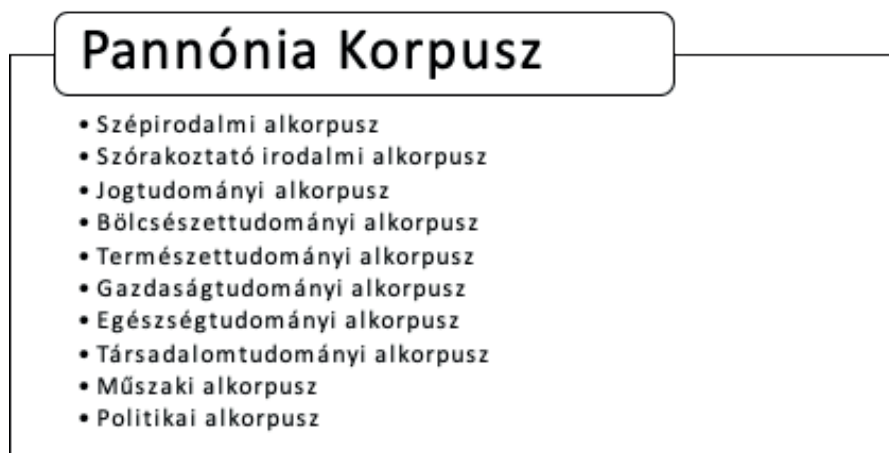 Pannónia Korpusz
• Szépirodalmi alkorpusz
• Szórakoztató irodalmi alkorpusz
• Jogtudományi alkorpusz
• Bölcsészettudományi alkorpusz
• Természettudományi alkorpusz
• Gazdaságtudományi alkorpusz
• Egészségtudományi alkorpusz
• Társadalomtudományi alkorpusz
• Műszaki alkorpusz
• Politikai alkorpusz